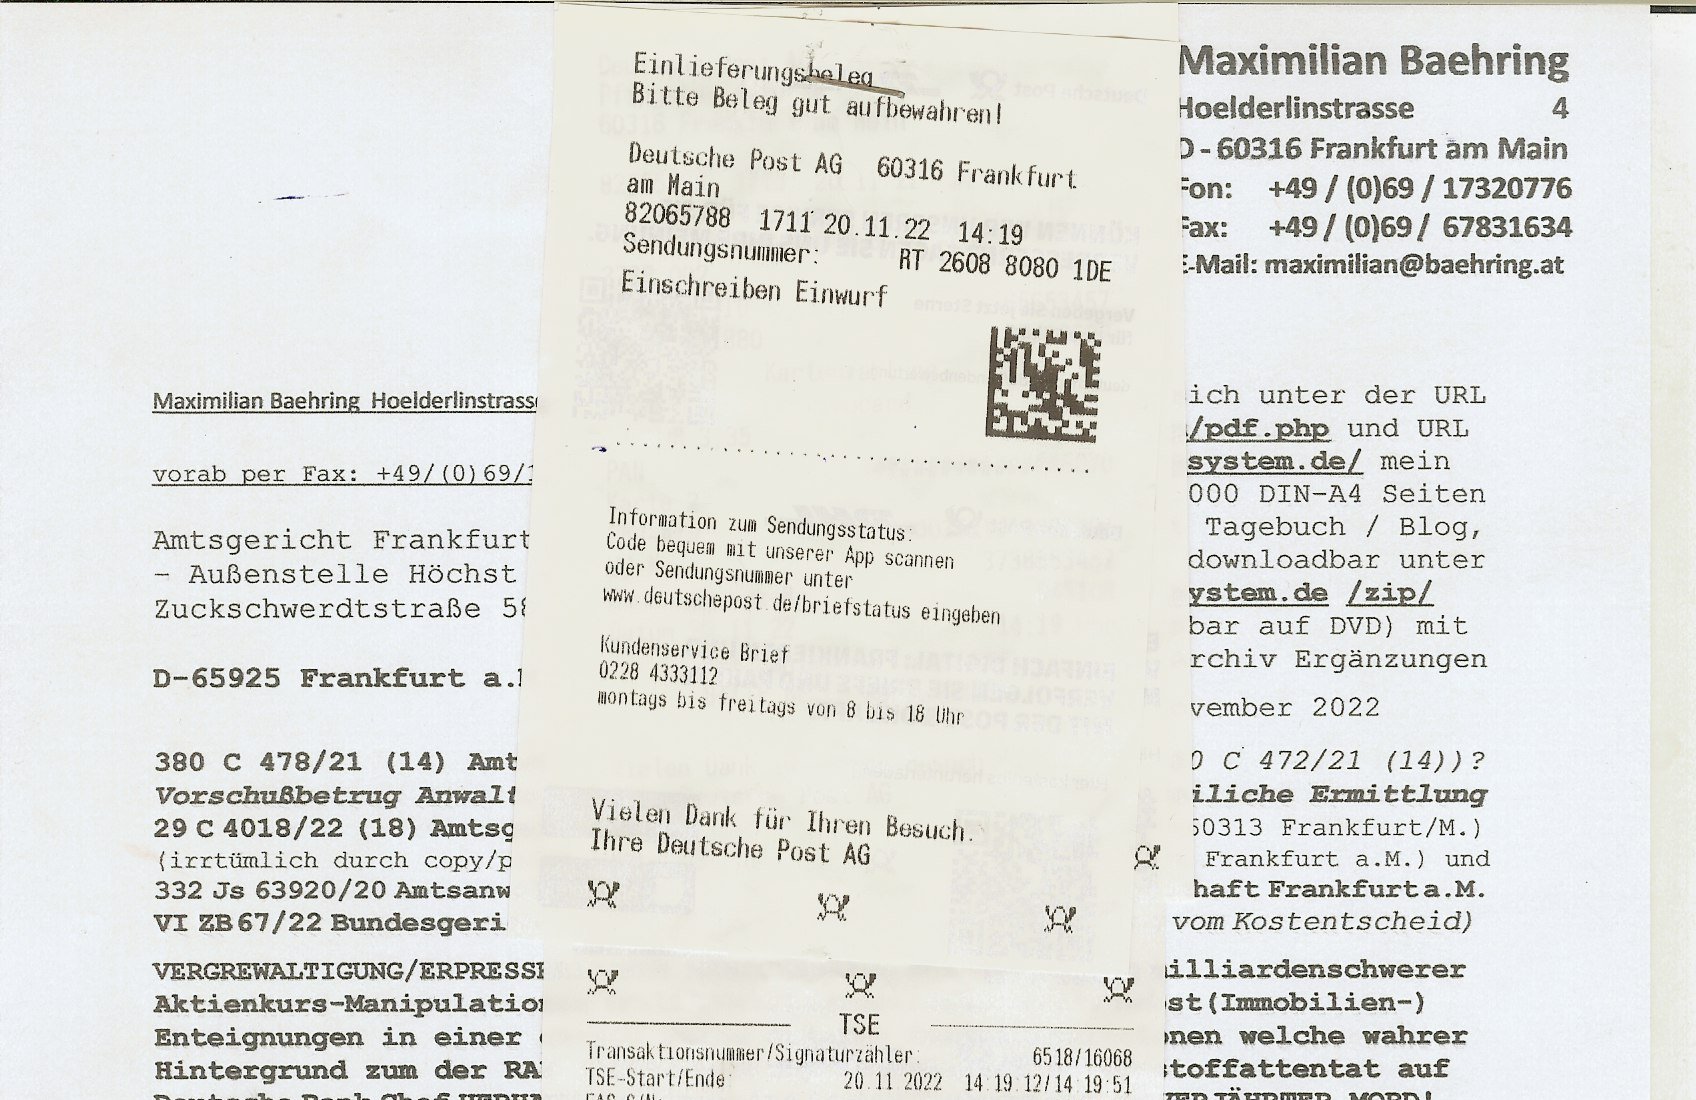 Maximilian Baehring
Hoelderlinstrasse 4
D - 60316 Frankfurt am Main
Fon: +49 / (0)69 / 17320776
Fax: +49 / (0)69 / 67831634
E-Mail: maximilian@baehring.at
Einlieferungsbeleg
Bitte Beleg gut aufbewahren!
Deutsche Post AG 60316 Frankfurt
am Main
82065788 1711 20.11.22 14:19
Sendungsnummer: RT 2608 8080 1DE
Einschreiben Einwurf
Information zum Sendungsstatus:
Code bequem mit unserer App scannen
oder Sendungsnummer unter
www.deutschepost.de/briefstatus eingeben
Kundenservice Brief
0228 4333112
montags bis freitags von 8 bis 18 Uhr
Vielen Dank für Ihren Besuch.
Ihre Deutsche Post AG
TSE
Transaktionsnummer/Signaturzähler: 6518/16068
TSE-Start/Ende: 20.11.2022 14:19:12/14:19:51
Maximilian Baehring Hoelderlinstrasse
vorab per Fax: +49/(0)69/
Amtsgericht Frankfurt
- Außenstelle Höchst
Zuckschwerdtstraße 58
D-65925 Frankfurt a.
380 C 478/21 (14) Amt
Vorschußbetrug Anwalt
29 C 4018/22 (18) Amtsg
(irrtümlich durch copy/p
332 Js 63920/20 Amtsanw
VI ZB 67/22 Bundesgeri
VERGREWALTIGUNG/ERPRESS
Aktienkurs-Manipulation
Enteignungen in einer
Hintergrund zum der RA
ich unter der URL
/pdf.php und URL
system.de/ mein
000 DIN-A4 Seiten
Tagebuch / Blog,
downloadbar unter
ystem.de /zip/
bar auf DVD) mit
rchiv Ergänzungen
vember 2022
0 C 472/21 (14))?
iliche Ermittlung
60313 Frankfurt/M.)
Frankfurt a.M.) und
haft Frankfurt a.M.
vom Kostentscheid)
illiardenschwerer
st(Immobilien-)
nen welche wahrer
toffattentat auf